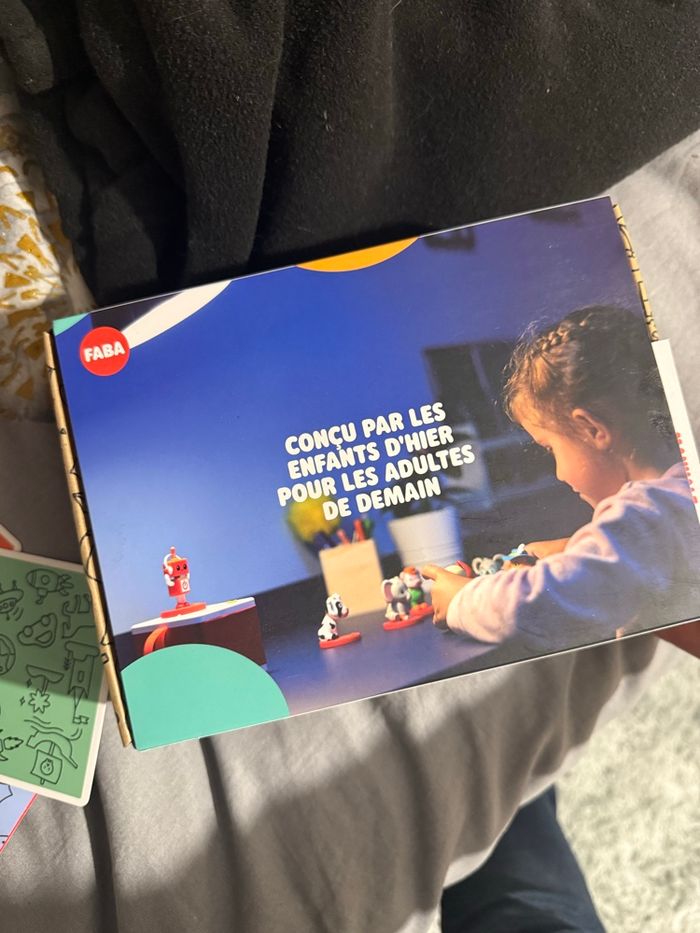 FABA
CONÇU PAR LES
ENFANTS D'HIER
POUR LES ADULTES
DE DEMAIN